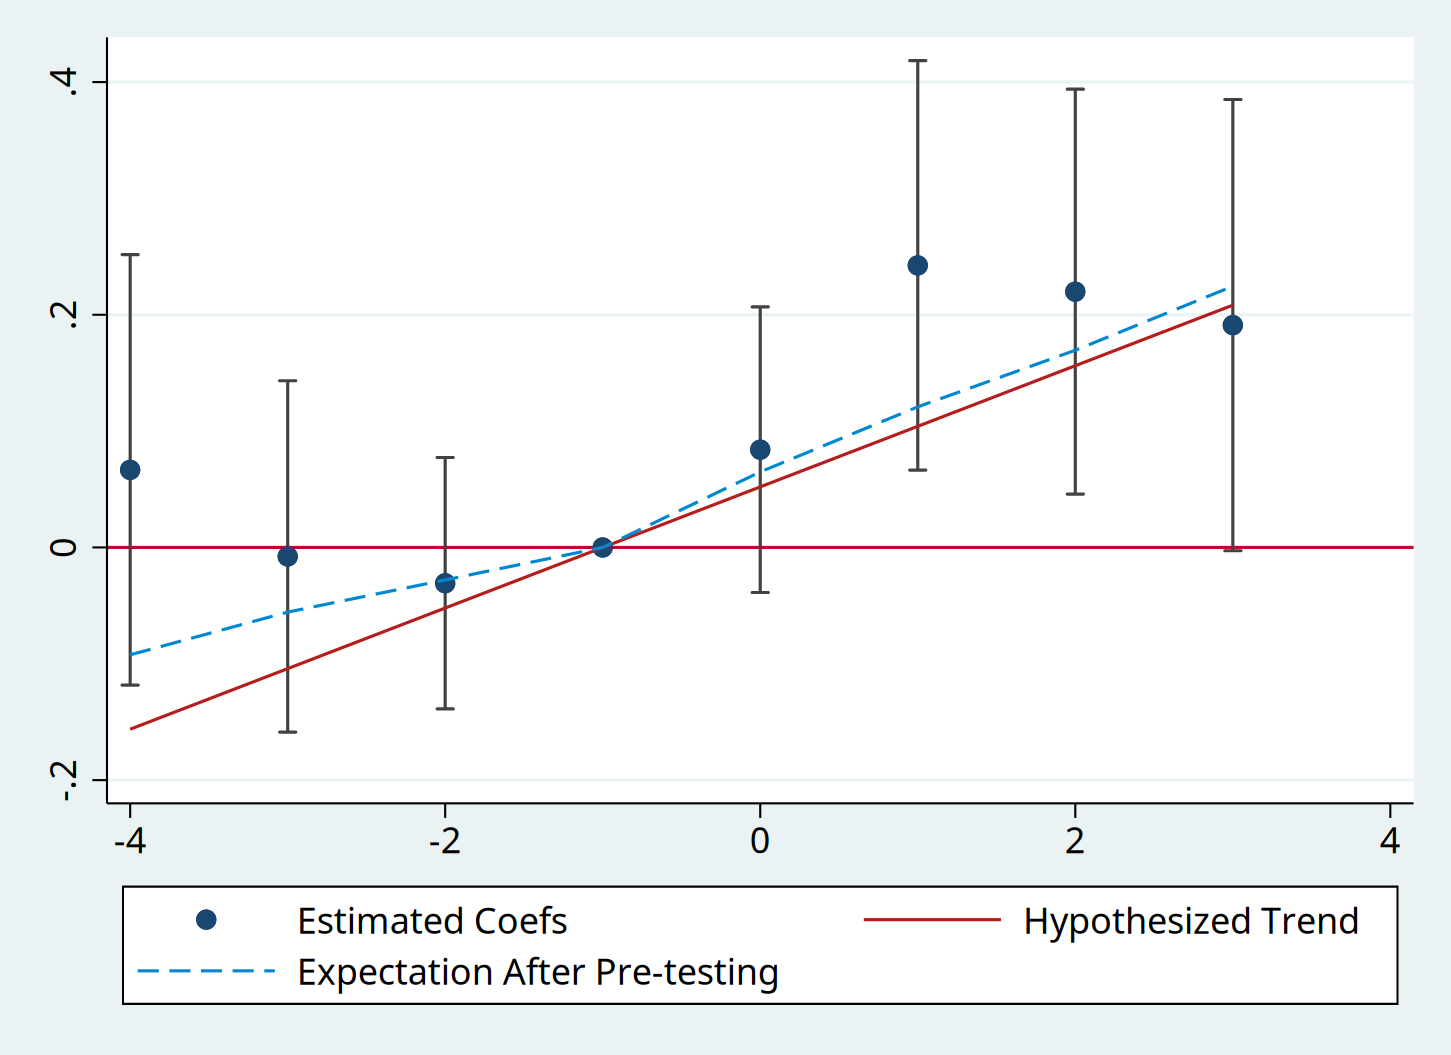 .4
.2
0
-.2
-4 -2 0 2 4
Estimated Coefs Hypothesized Trend
Expectation After Pre-testing